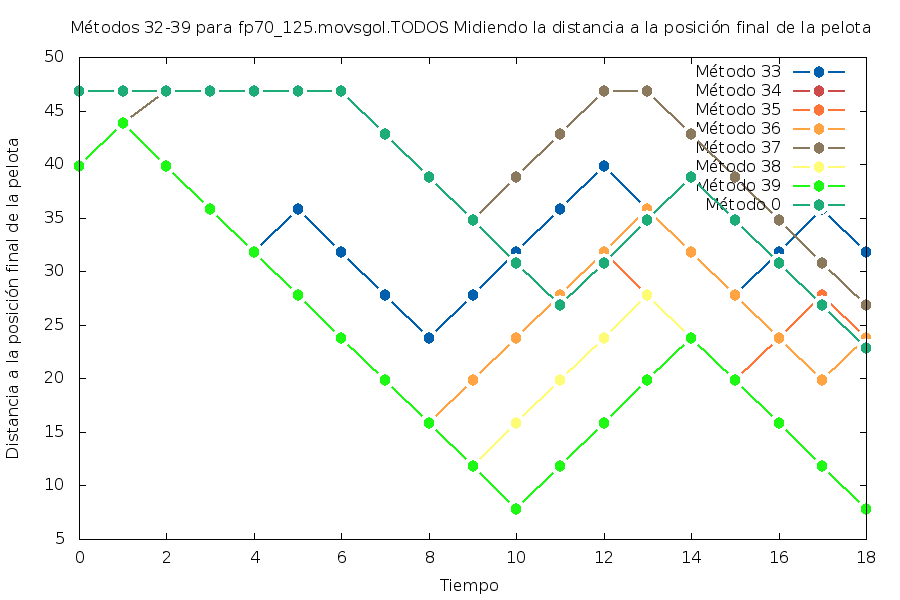 Métodos 32-39 para fp70_125.movsgol.TODOS Midiendo la distancia a la posición final de la pelota
50
45
40
35
30
25
20
15
10
5
Distancia a la posición final de la pelota
Método 33
Método 34
Método 35
Método 36
Método 37
Método 38
Método 39
Método 0
0 2 4 6 8 10 12 14 16 18
Tiempo